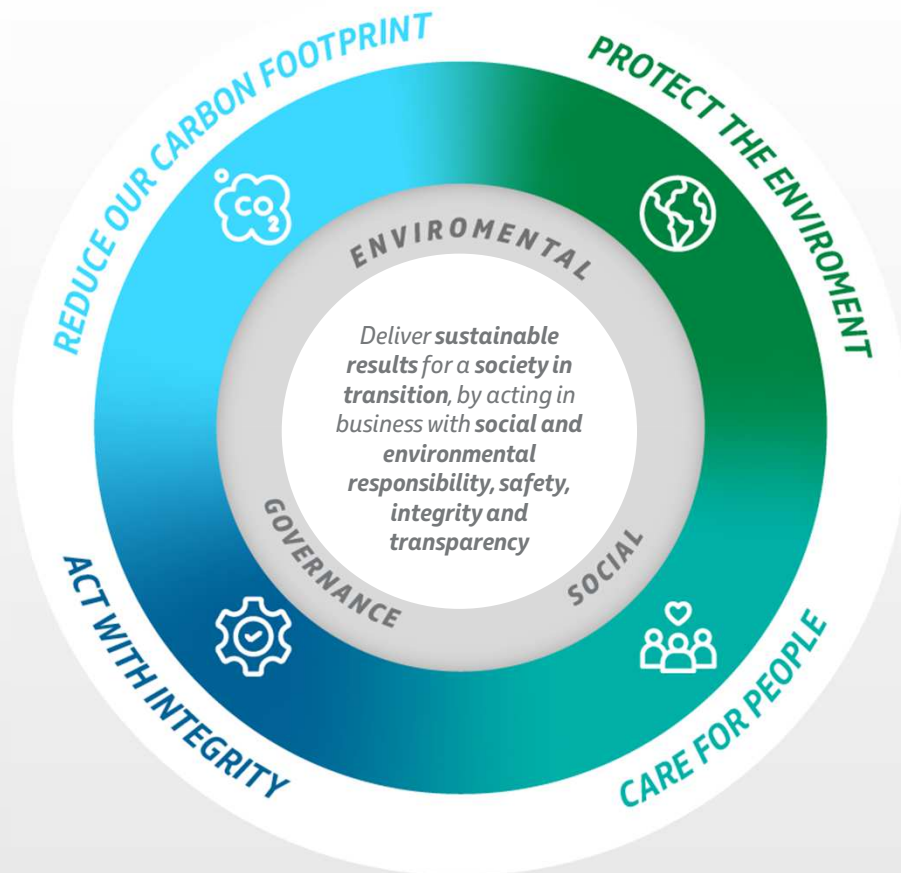 REDUCE OUR CARBON FOOTPRINT
PROTECT THE ENVIROMENT
CO2
ENVIROMENTAL
Deliver sustainable
results for a society in
transition, by acting in
business with social and
environmental
responsibility, safety,
integrity and
transparency
GOVERNANCE
SOCIAL
ACT WITH INTEGRITY
CARE FOR PEOPLE